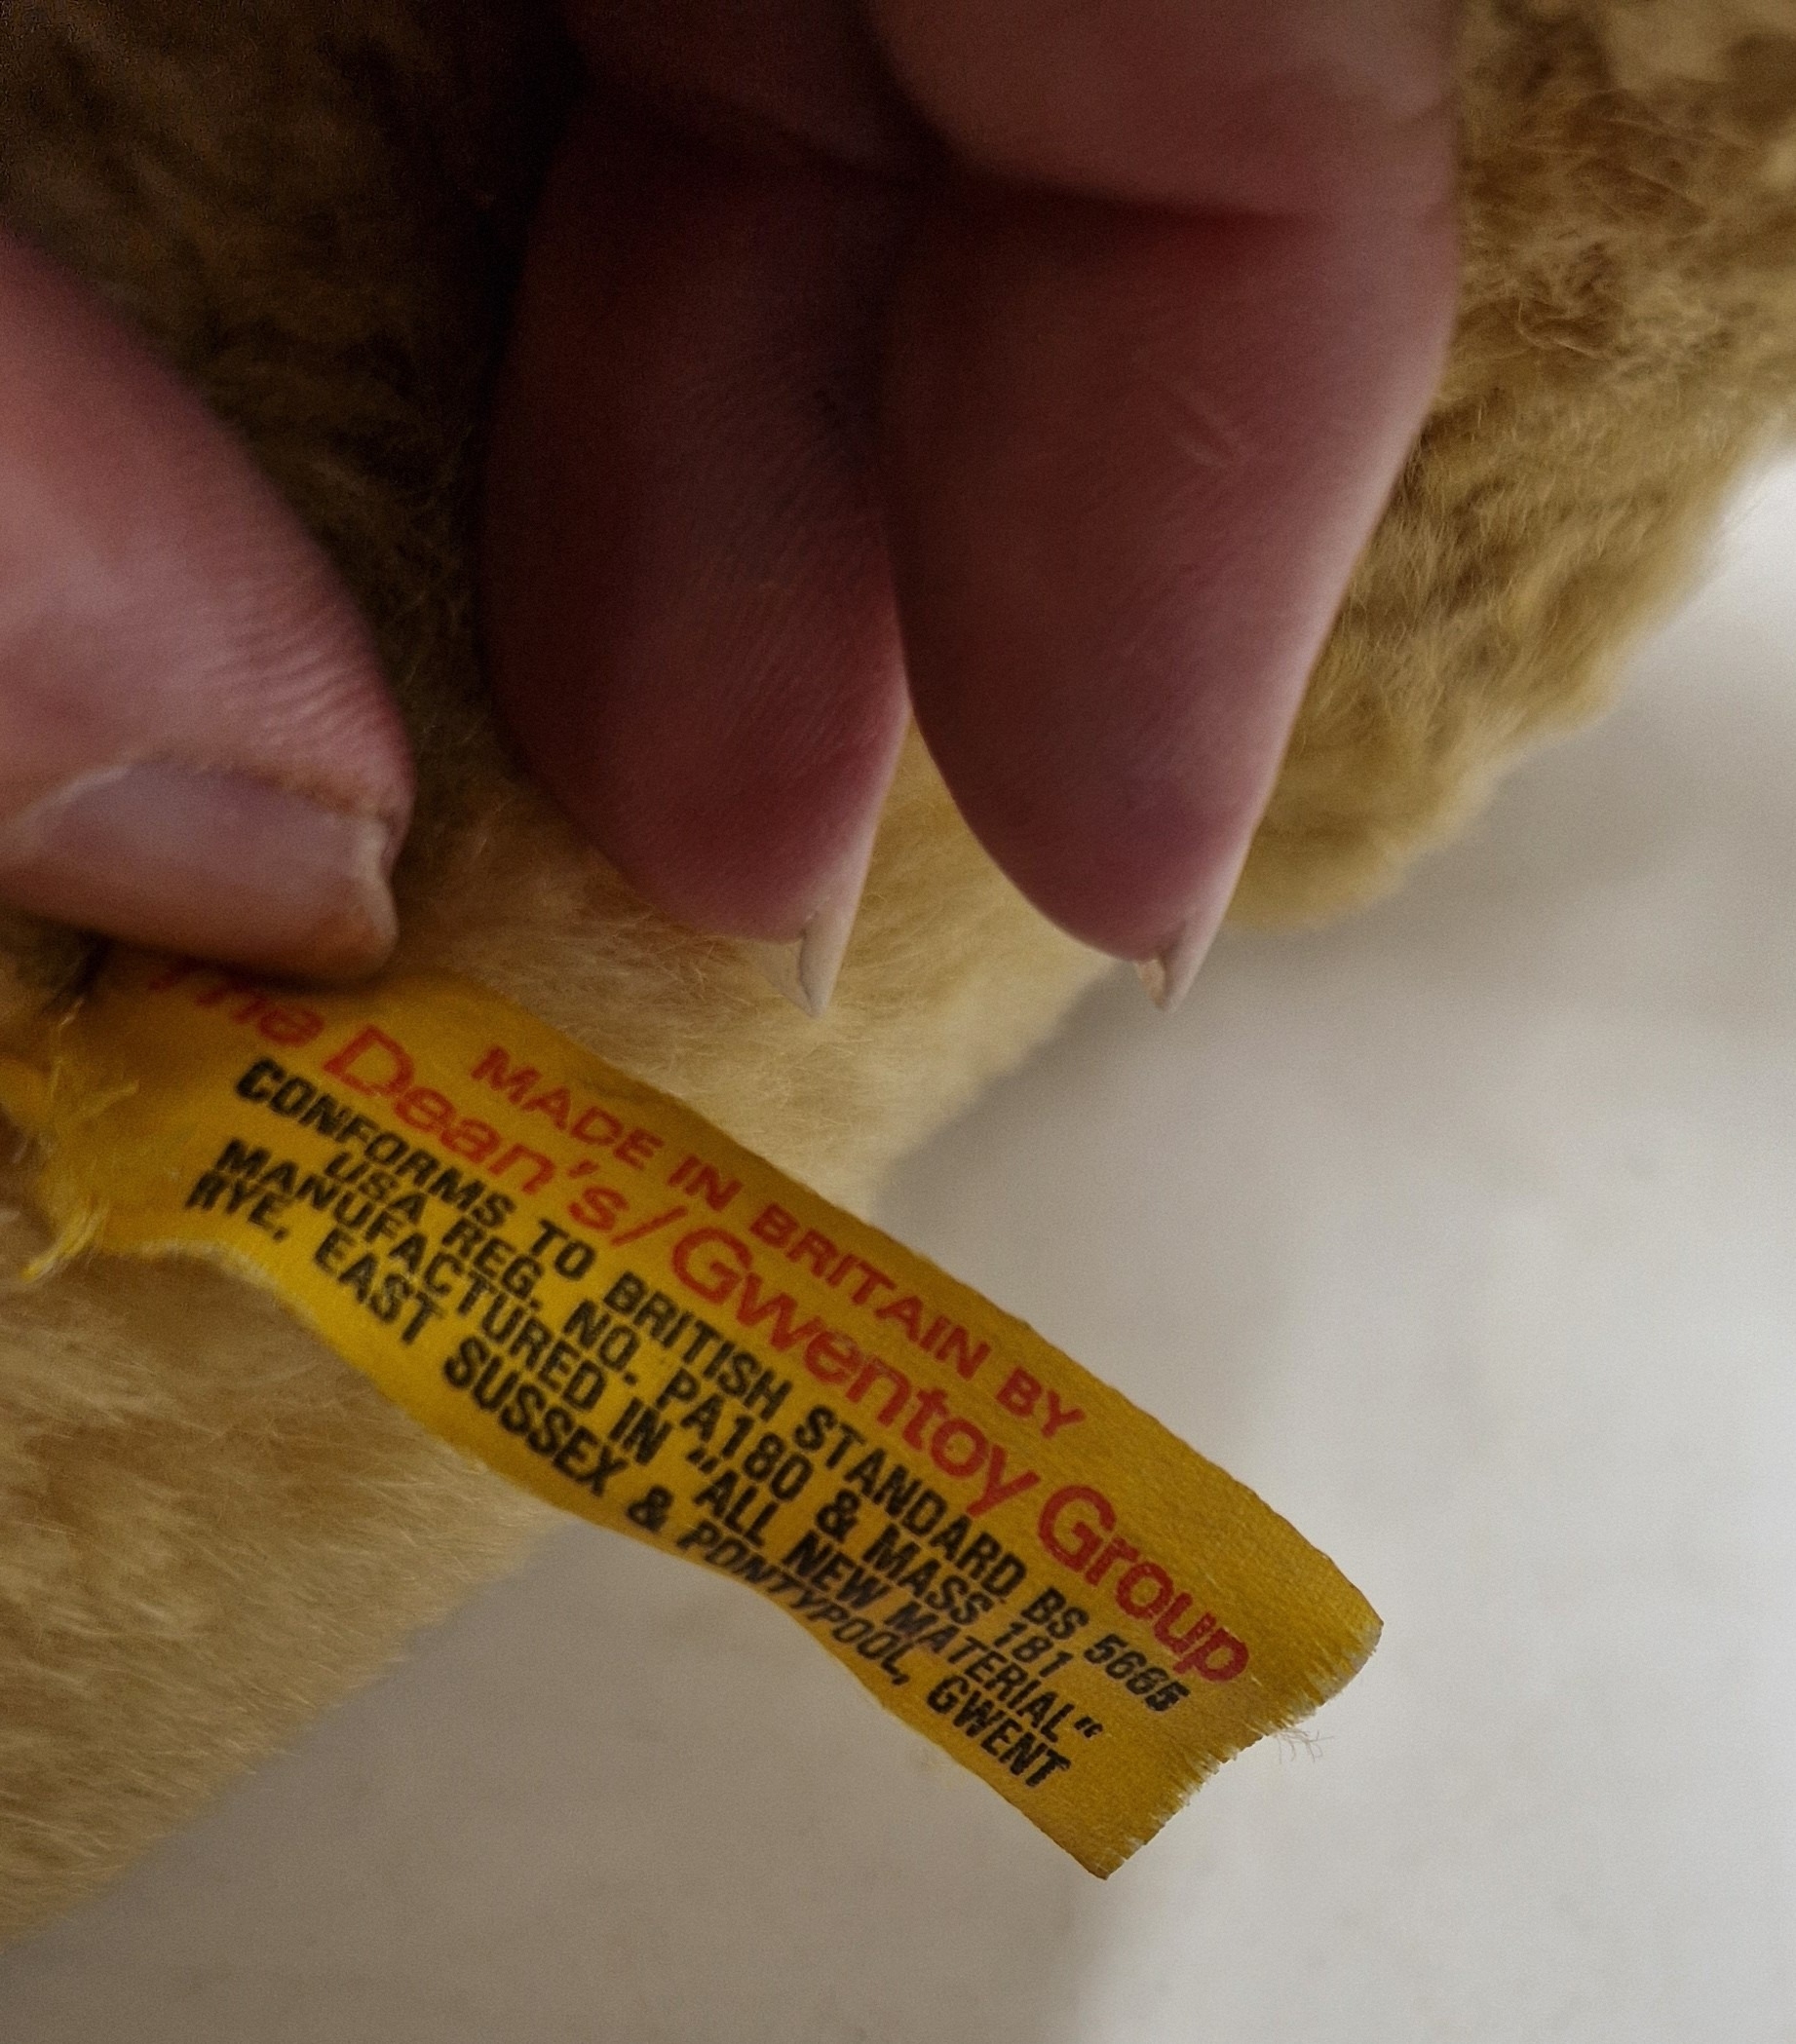 MADE IN BRITAIN BY
The Dean's/Gwentoy Group
CONFORMS TO BRITISH STANDARD BS 5665
USA REG. NO. PA180 & MASS 181
MANUFACTURED IN "ALL NEW MATERIAL"
RYE, EAST SUSSEX & PONTYPOOL, GWENT